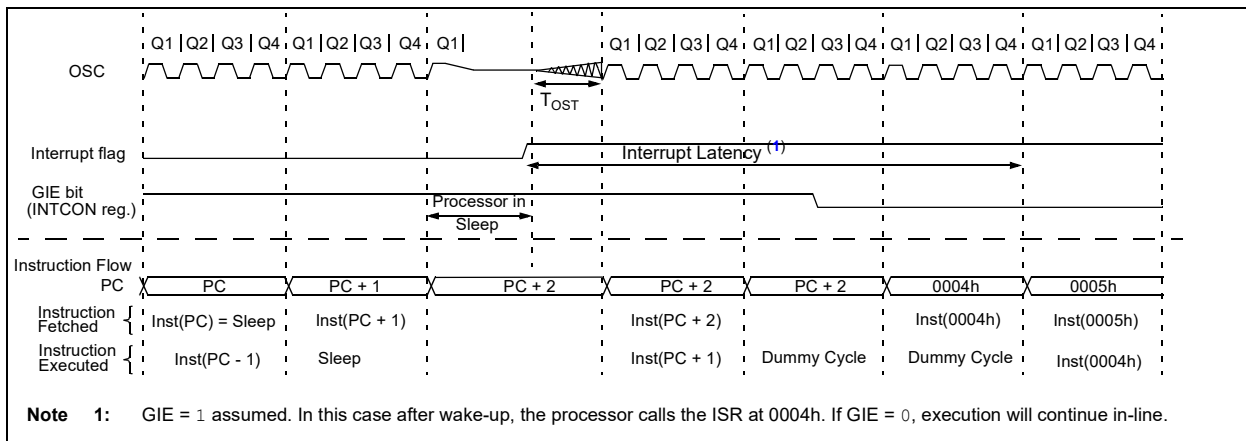 Q1 | Q2 | Q3 | Q4 Q1 | Q2 | Q3 | Q4 Q1 | Q1 | Q2 | Q3 | Q4 Q1 | Q2 | Q3 | Q4 Q1 | Q2 | Q3 | Q4 Q1 | Q2 | Q3 | Q4
OSC
TOST
Interrupt flag
Interrupt Latency (1)
GIE bit
(INTCON reg.)
Processor in
Sleep
Instruction Flow
PC PC PC + 1 PC + 2 PC + 2 PC + 2 0004h 0005h
Instruction
Fetched { Inst(PC) = Sleep Inst(PC + 1) Inst(PC + 2) Inst(0004h) Inst(0005h)
Instruction
Executed { Inst(PC - 1) Sleep Inst(PC + 1) Dummy Cycle Dummy Cycle Inst(0004h)
Note 1: GIE = 1 assumed. In this case after wake-up, the processor calls the ISR at 0004h. If GIE = 0, execution will continue in-line.